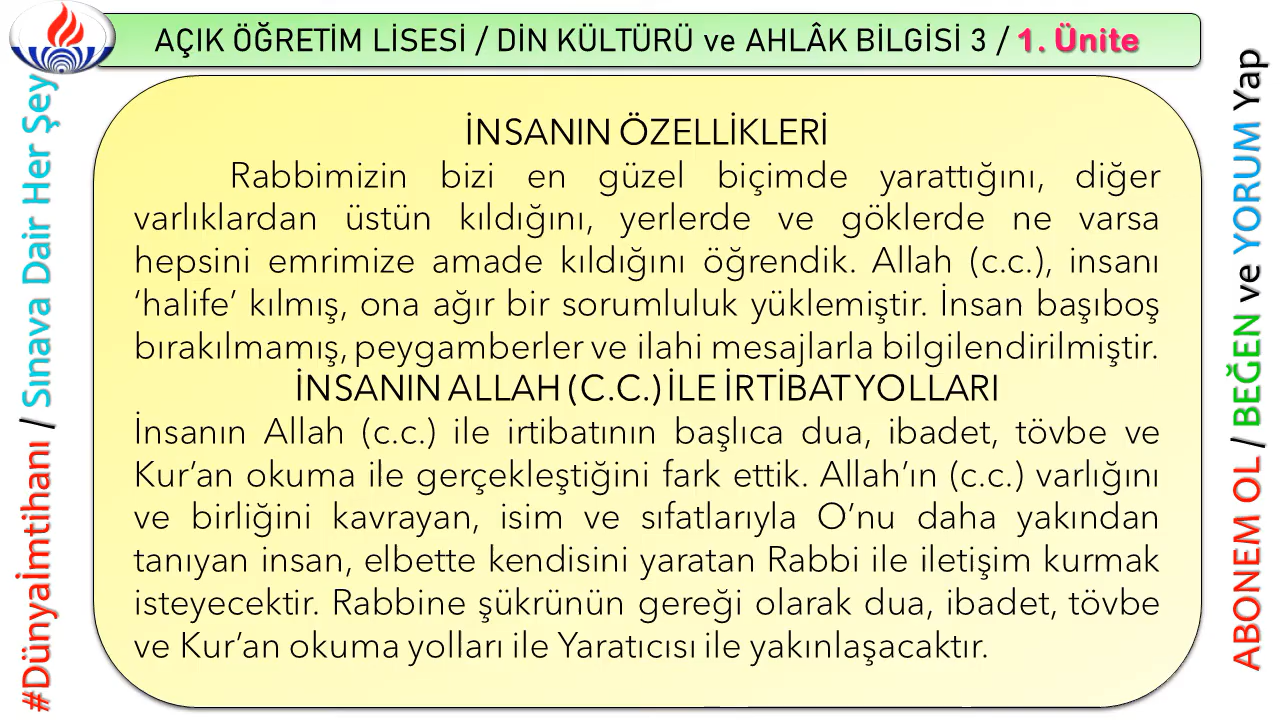 AÇIK ÖĞRETİM LİSESİ / DİN KÜLTÜRÜ ve AHLÂK BİLGİSİ 3 / 1. Ünite
#Dünyaİmtihanı / Sınava Dair Her Şey
İNSANIN ÖZELLİKLERİ
Rabbimizin bizi en güzel biçimde yarattığını, diğer
varlıklardan üstün kıldığını, yerlerde ve göklerde ne varsa
hepsini emrimize amade kıldığını öğrendik. Allah (c.c.), insanı
‘halife’ kılmış, ona ağır bir sorumluluk yüklemiştir. İnsan başıboş
bırakılmamış, peygamberler ve ilahi mesajlarla bilgilendirilmiştir.
İNSANIN ALLAH (C.C.) İLE İRTİBAT YOLLARI
İnsanın Allah (c.c.) ile irtibatının başlıca dua, ibadet, tövbe ve
Kur’an okuma ile gerçekleştiğini fark ettik. Allah’ın (c.c.) varlığını
ve birliğini kavrayan, isim ve sıfatlarıyla O’nu daha yakından
tanıyan insan, elbette kendisini yaratan Rabbi ile iletişim kurmak
isteyecektir. Rabbine şükrünün gereği olarak dua, ibadet, tövbe
ve Kur’an okuma yolları ile Yaratıcısı ile yakınlaşacaktır.
ABONEM OL / BEĞEN ve YORUM Yap